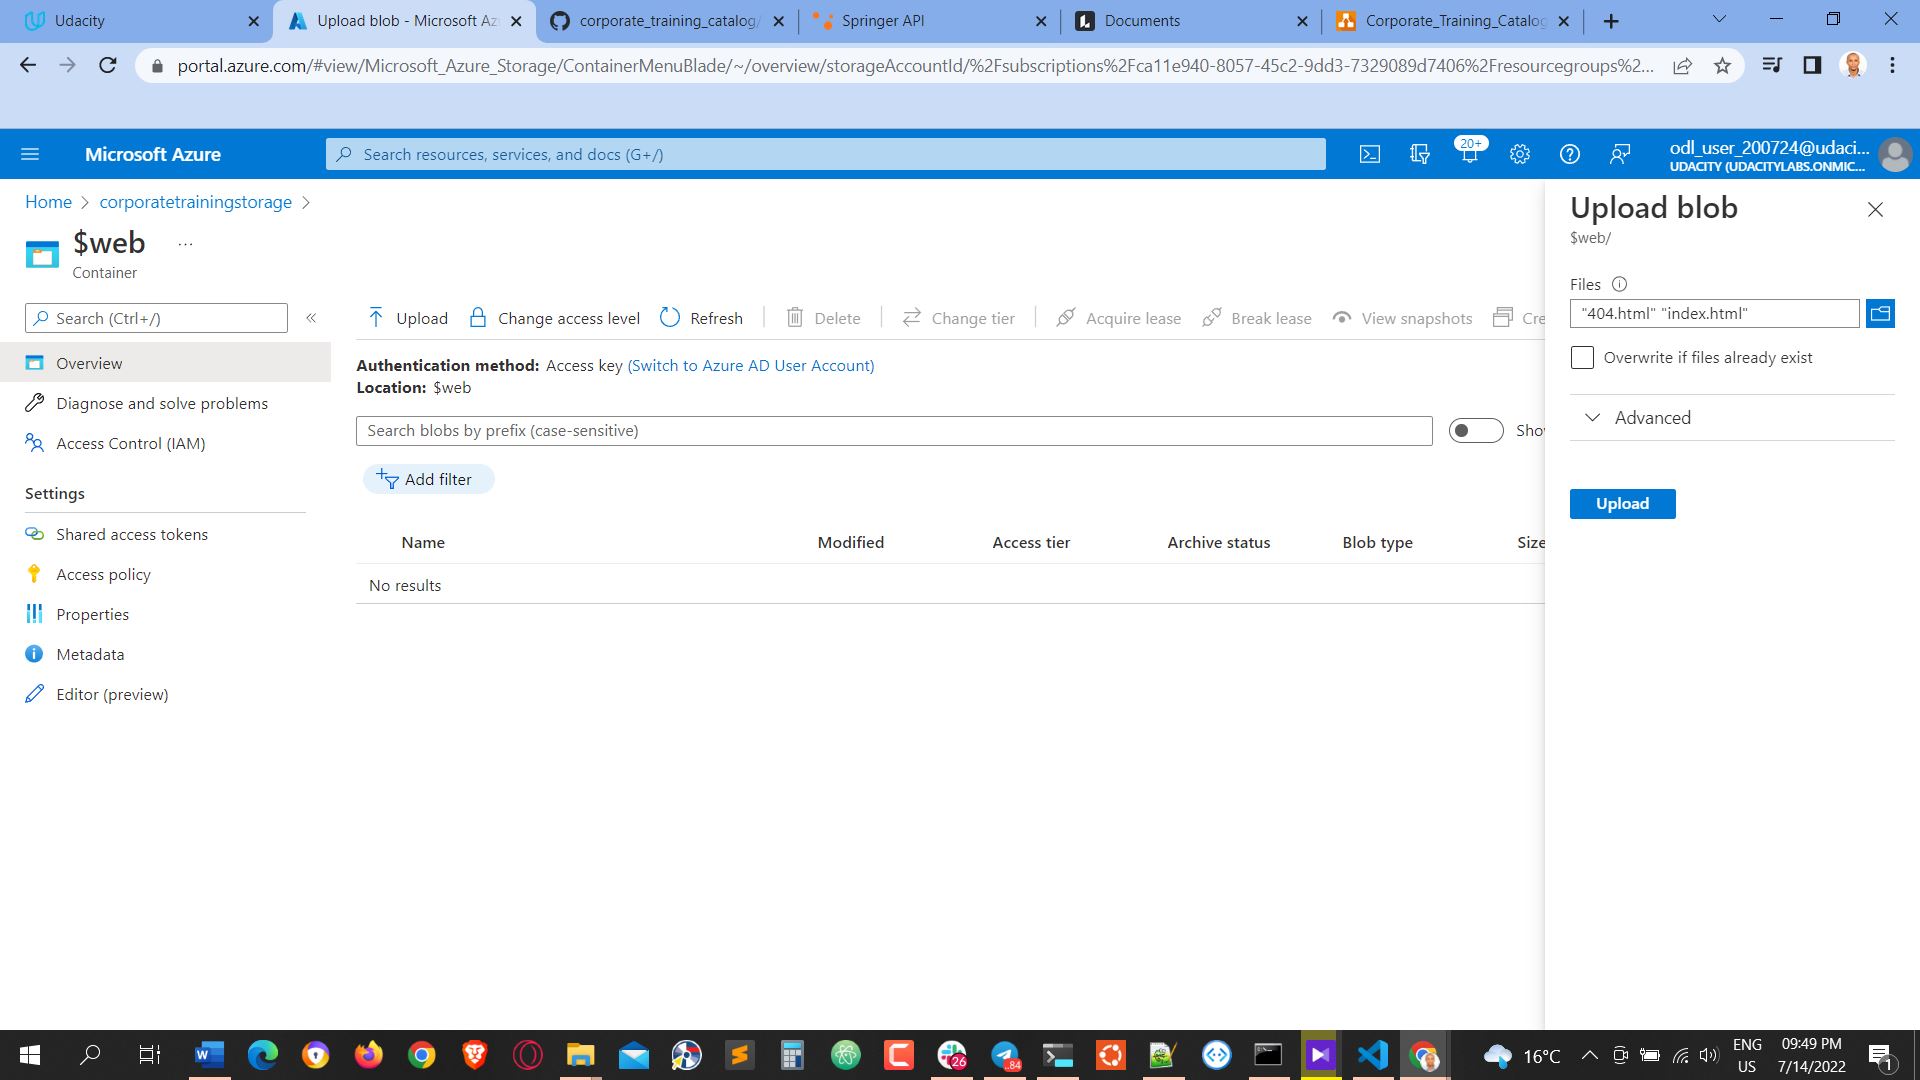 Udacity
Upload blob - Microsoft Az
corporate_training_catalog/
Springer API
Documents
Corporate_Training_Catalog
portal.azure.com/#view/Microsoft_Azure_Storage/ContainerMenuBlade/~/overview/storageAccountId/%2Fsubscriptions%2Fca11e940-8057-45c2-9dd3-7329089d7406%2Fresourcegroups%2...
Microsoft Azure
Search resources, services, and docs (G+/)
20+
odl_user_200724@udaci...
UDACITY (UDACITYLABS.ONMIC...
Home
corporatetrainingstorage
$web
...
Container
Search (Ctrl+/)
«
Overview
Diagnose and solve problems
Access Control (IAM)
Settings
Shared access tokens
Access policy
Properties
Metadata
Editor (preview)
Upload
Change access level
Refresh
Delete
Change tier
Acquire lease
Break lease
View snapshots
Cre
Authentication method: Access key (Switch to Azure AD User Account)
Location: $web
Search blobs by prefix (case-sensitive)
Sho
Add filter
Name
Modified
Access tier
Archive status
Blob type
Size
No results
Upload blob
$web/
Files
"404.html" "index.html"
Overwrite if files already exist
Advanced
Upload
26
84
16°C
ENG
US
09:49 PM
7/14/2022
1